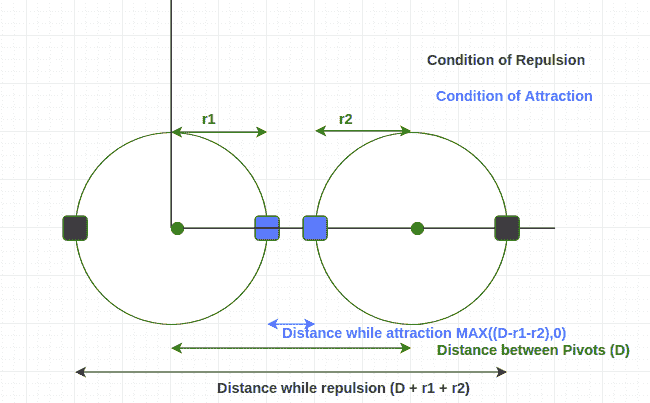 Condition of Repulsion
Condition of Attraction
r1
r2
Distance while attraction MAX((D-r1-r2),0)
Distance between Pivots (D)
Distance while repulsion (D + r1 + r2)